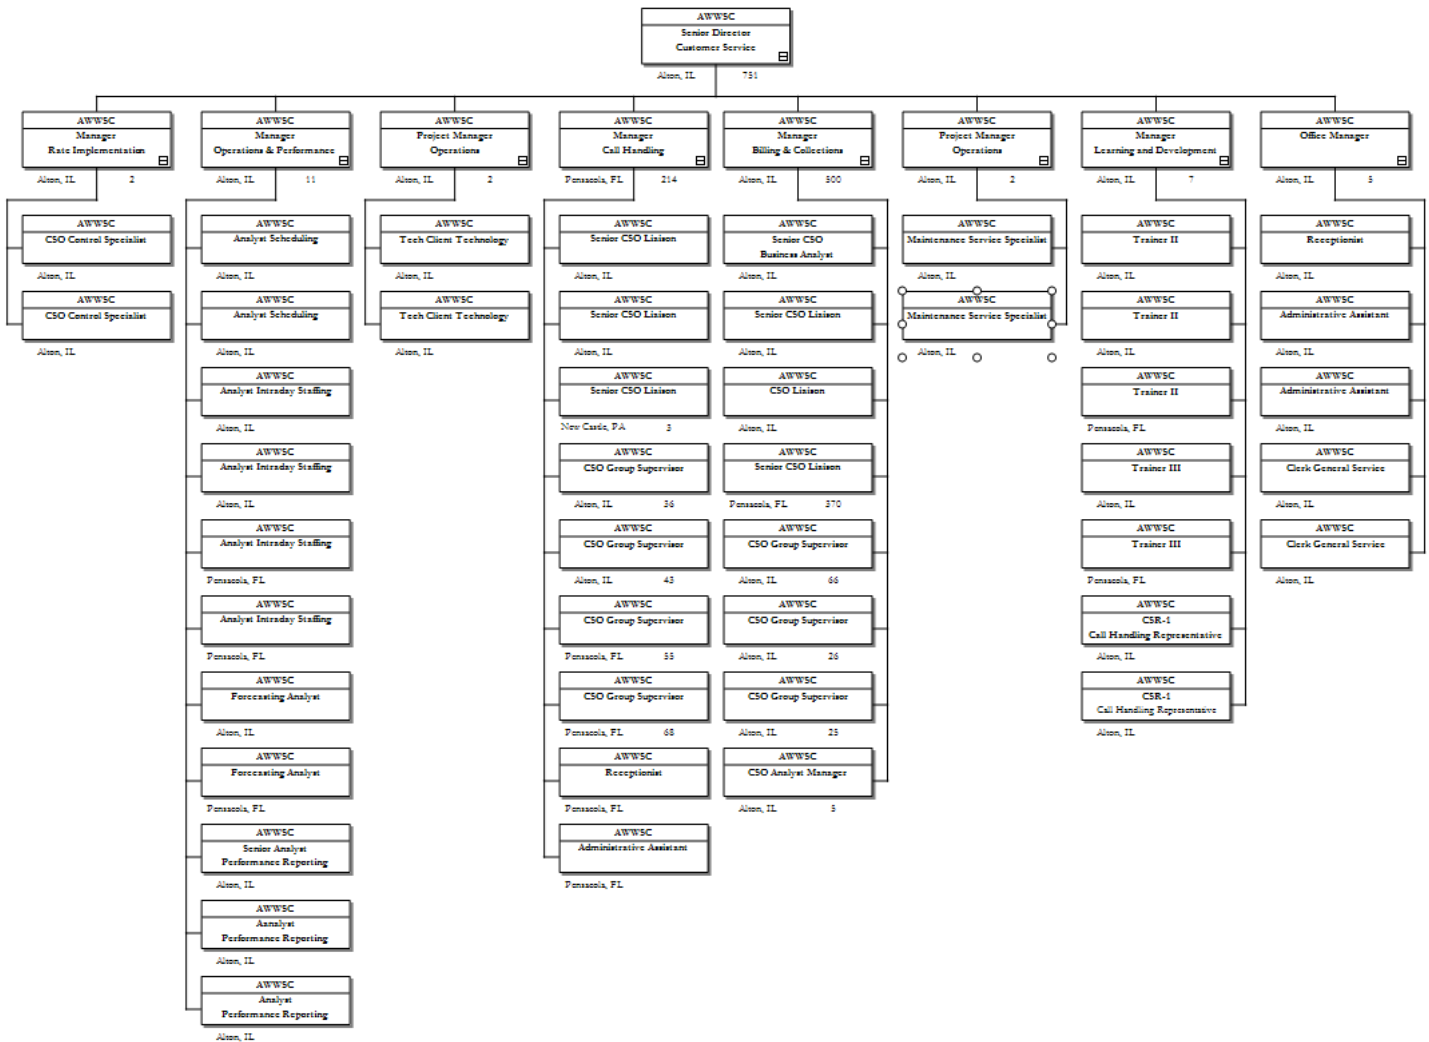 AWWSC
Senior Director
Customer Service
Alton, IL 751
AWWSC
Manager
Rate Implementation
Alton, IL 2
AWWSC
CSO Control Specialist
Alton, IL
AWWSC
CSO Control Specialist
Alton, IL
AWWSC
Manager
Operations & Performance
Alton, IL 11
AWWSC
Analyst Scheduling
Alton, IL
AWWSC
Analyst Scheduling
Alton, IL
AWWSC
Analyst Intraday Staffing
Alton, IL
AWWSC
Analyst Intraday Staffing
Alton, IL
AWWSC
Analyst Intraday Staffing
Pensacola, FL
AWWSC
Analyst Intraday Staffing
Pensacola, FL
AWWSC
Forecasting Analyst
Alton, IL
AWWSC
Forecasting Analyst
Pensacola, FL
AWWSC
Senior Analyst
Performance Reporting
Alton, IL
AWWSC
Aanalyst
Performance Reporting
Alton, IL
AWWSC
Analyst
Performance Reporting
Alton, IL
AWWSC
Project Manager
Operations
Alton, IL 2
AWWSC
Tech Client Technology
Alton, IL
AWWSC
Tech Client Technology
Alton, IL
AWWSC
Manager
Call Handling
Pensacola, FL 214
AWWSC
Senior CSO Liaison
Alton, IL
AWWSC
Senior CSO Liaison
Alton, IL
AWWSC
Senior CSO Liaison
New Castle, PA 3
AWWSC
CSO Group Supervisor
Alton, IL 36
AWWSC
CSO Group Supervisor
Alton, IL 43
AWWSC
CSO Group Supervisor
Pensacola, FL 55
AWWSC
CSO Group Supervisor
Pensacola, FL 68
AWWSC
Receptionist
Pensacola, FL
AWWSC
Administrative Assistant
Pensacola, FL
AWWSC
Manager
Billing & Collections
Alton, IL 500
AWWSC
Senior CSO
Business Analyst
Alton, IL
AWWSC
Senior CSO Liaison
Alton, IL
AWWSC
CSO Liaison
Alton, IL
AWWSC
Senior CSO Liaison
Pensacola, FL 370
AWWSC
CSO Group Supervisor
Alton, IL 66
AWWSC
CSO Group Supervisor
Alton, IL 26
AWWSC
CSO Group Supervisor
Alton, IL 25
AWWSC
CSO Analyst Manager
Alton, IL 5
AWWSC
Project Manager
Operations
Alton, IL 2
AWWSC
Maintenance Service Specialist
Alton, IL
AWWSC
Maintenance Service Specialist
Alton, IL
AWWSC
Manager
Learning and Development
Alton, IL 7
AWWSC
Trainer II
Alton, IL
AWWSC
Trainer II
Alton, IL
AWWSC
Trainer II
Pensacola, FL
AWWSC
Trainer III
Alton, IL
AWWSC
Trainer III
Pensacola, FL
AWWSC
CSR-1
Call Handling Representative
Alton, IL
AWWSC
CSR-1
Call Handling Representative
Alton, IL
AWWSC
Office Manager
Alton, IL 5
AWWSC
Receptionist
Alton, IL
AWWSC
Administrative Assistant
Alton, IL
AWWSC
Administrative Assistant
Alton, IL
AWWSC
Clerk General Service
Alton, IL
AWWSC
Clerk General Service
Alton, IL